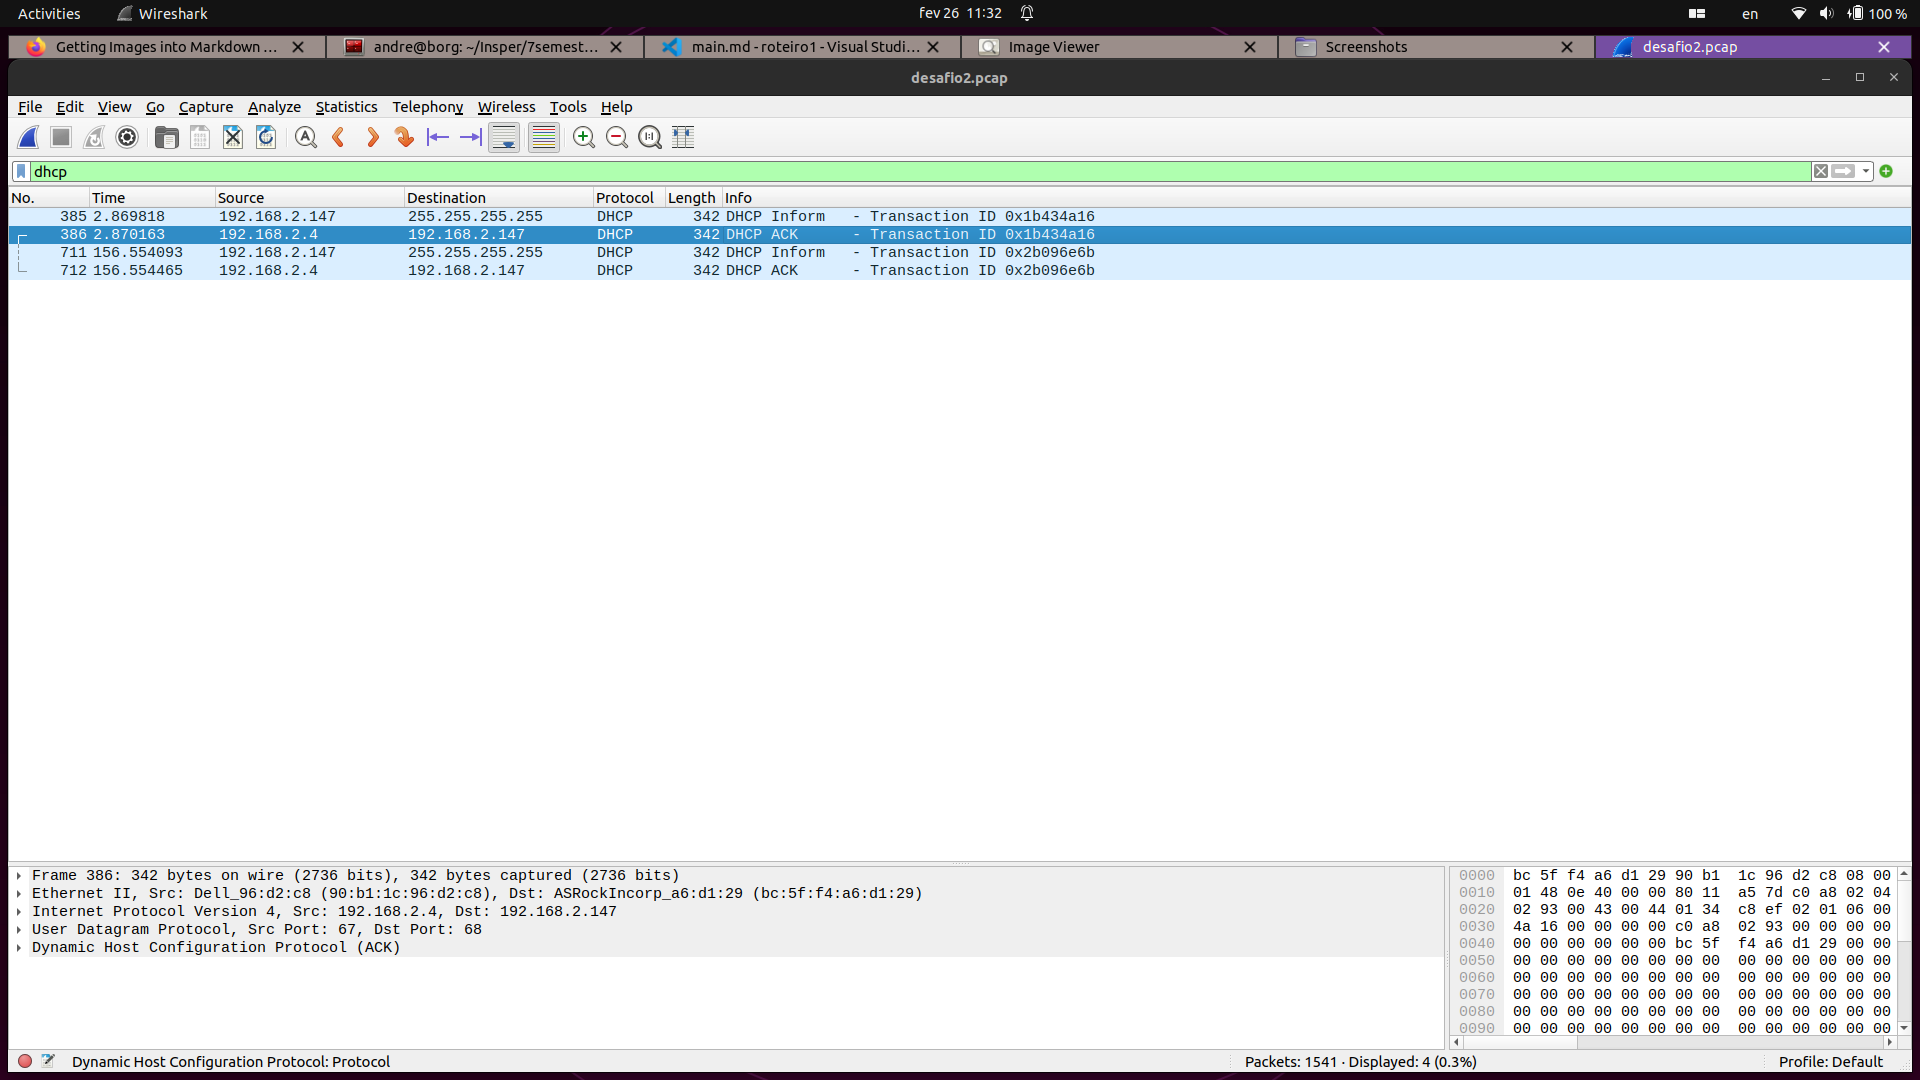 Activities Wireshark fev 26 11:32 en 100 %
Getting Images into Markdown ... andre@borg: ~/Insper/7semest... main.md - roteiro1 - Visual Studi... Image Viewer Screenshots desafio2.pcap
desafio2.pcap
File Edit View Go Capture Analyze Statistics Telephony Wireless Tools Help
dhcp
No. Time Source Destination Protocol Length Info
385 2.869818 192.168.2.147 255.255.255.255 DHCP 342 DHCP Inform - Transaction ID 0x1b434a16
386 2.870163 192.168.2.4 192.168.2.147 DHCP 342 DHCP ACK - Transaction ID 0x1b434a16
711 156.554093 192.168.2.147 255.255.255.255 DHCP 342 DHCP Inform - Transaction ID 0x2b096e6b
712 156.554465 192.168.2.4 192.168.2.147 DHCP 342 DHCP ACK - Transaction ID 0x2b096e6b
Frame 386: 342 bytes on wire (2736 bits), 342 bytes captured (2736 bits)
Ethernet II, Src: Dell_96:d2:c8 (90:b1:1c:96:d2:c8), Dst: ASRockIncorp_a6:d1:29 (bc:5f:f4:a6:d1:29)
Internet Protocol Version 4, Src: 192.168.2.4, Dst: 192.168.2.147
User Datagram Protocol, Src Port: 67, Dst Port: 68
Dynamic Host Configuration Protocol (ACK)
0000 bc 5f f4 a6 d1 29 90 b1 1c 96 d2 c8 08 00
0010 01 48 0e 40 00 00 80 11 a5 7d c0 a8 02 04
0020 02 93 00 43 00 44 01 34 c8 ef 02 01 06 00
0030 4a 16 00 00 00 00 c0 a8 02 93 00 00 00 00
0040 00 00 00 00 00 00 bc 5f f4 a6 d1 29 00 00
0050 00 00 00 00 00 00 00 00 00 00 00 00 00 00
0060 00 00 00 00 00 00 00 00 00 00 00 00 00 00
0070 00 00 00 00 00 00 00 00 00 00 00 00 00 00
0080 00 00 00 00 00 00 00 00 00 00 00 00 00 00
0090 00 00 00 00 00 00 00 00 00 00 00 00 00 00
Dynamic Host Configuration Protocol: Protocol Packets: 1541 · Displayed: 4 (0.3%) Profile: Default